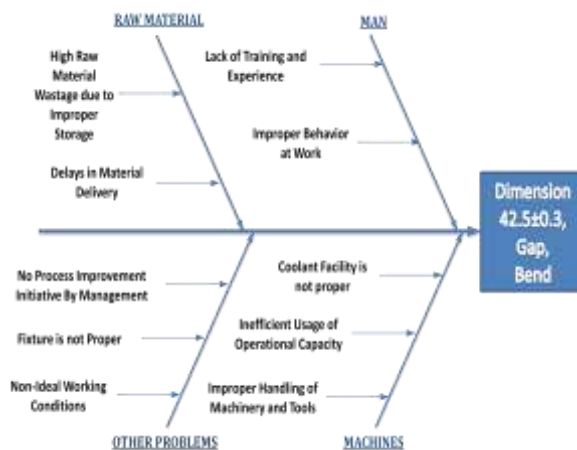 RAW MATERIAL
MAN
High Raw
Material
Wastage due to
Improper
Storage
Delays in Material
Delivery
Lack of Training and
Experience
Improper Behavior
at Work
Dimension
42.5±0.3,
Gap,
Bend
No Process Improvement
Initiative By Management
Fixture is not Proper
Non-Ideal Working
Conditions
Coolant Facility is
not proper
Inefficient Usage of
Operational Capacity
Improper Handling of
Machinery and Tools
OTHER PROBLEMS
MACHINES